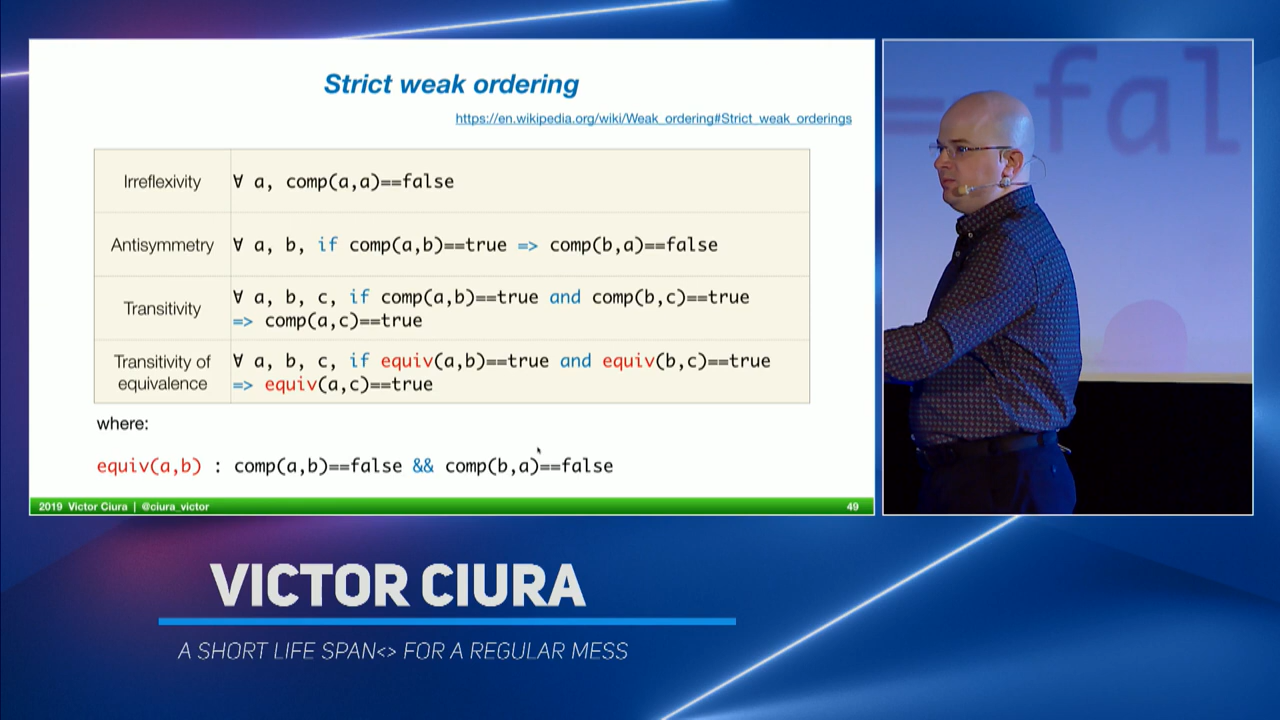 Strict weak ordering
https://en.wikipedia.org/wiki/Weak_ordering#Strict_weak_orderings
Irreflexivity ∀ a, comp(a,a)==false
Antisymmetry ∀ a, b, if comp(a,b)==true => comp(b,a)==false
Transitivity ∀ a, b, c, if comp(a,b)==true and comp(b,c)==true
=> comp(a,c)==true
Transitivity of equivalence ∀ a, b, c, if equiv(a,b)==true and equiv(b,c)==true
=> equiv(a,c)==true
where:
equiv(a,b) : comp(a,b)==false && comp(b,a)==false
2019 Victor Ciura | @ciura_victor 49
= fal
VICTOR CIURA
A SHORT LIFE SPAN<> FOR A REGULAR MESS